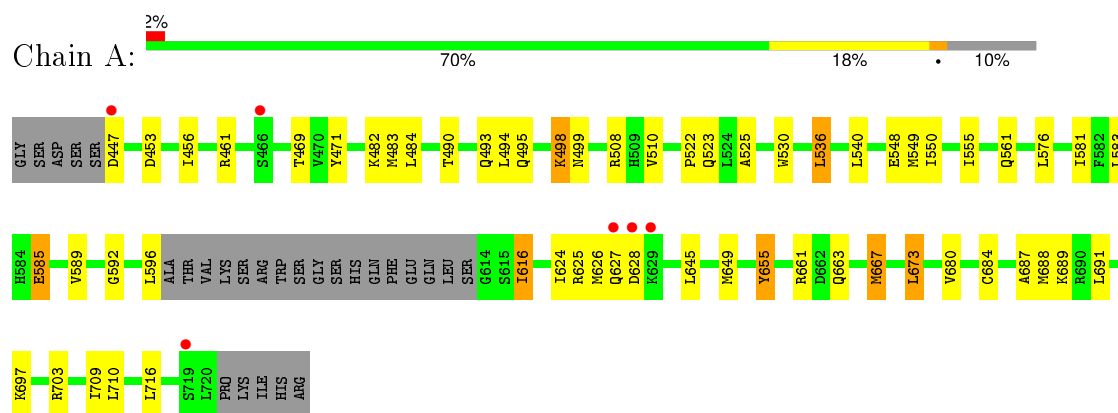 2%
Chain A:
70% 18% • 10%
GLY SER ASP SER SER D447 D453 I456 R461 S466 T469 V470 Y471 K482 M483 L484 T490 Q493 L494 Q495 K498 N499 R508 H509 V510 P522 Q523 L524 A525 W530 L536 L540 E548 M549 I550 I555 Q561 L576 I581 F582 L583
H584 E585 V589 G592 L596 ALA THR VAL LYS SER ARG TRP SER GLY SER HIS GLN PHE GLU GLN LEU SER G614 S615 I616 I624 R625 M626 Q627 D628 K629 L645 M649 Y655 R661 D662 Q663 M667 L673 V680 C684 A687 M688 K689 R690 L691
K697 R703 I709 L710 L716 S719 L720 PRO LYS ILE HIS ARG